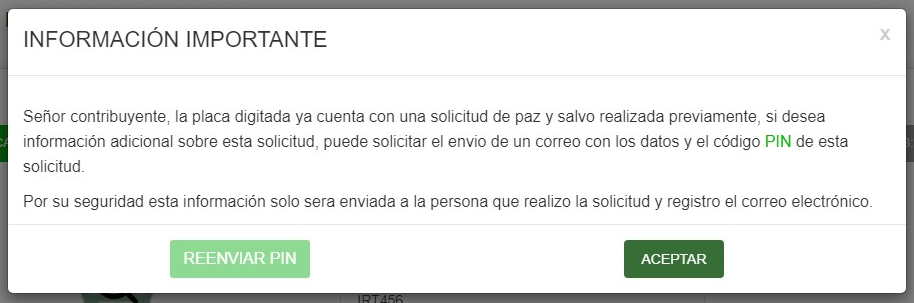 INFORMACIÓN IMPORTANTE
x
Señor contribuyente, la placa digitada ya cuenta con una solicitud de paz y salvo realizada previamente, si desea
información adicional sobre esta solicitud, puede solicitar el envio de un correo con los datos y el código PIN de esta
solicitud.
Por su seguridad esta información solo sera enviada a la persona que realizo la solicitud y registro el correo electrónico.
REENVIAR PIN
ACEPTAR
IRT456